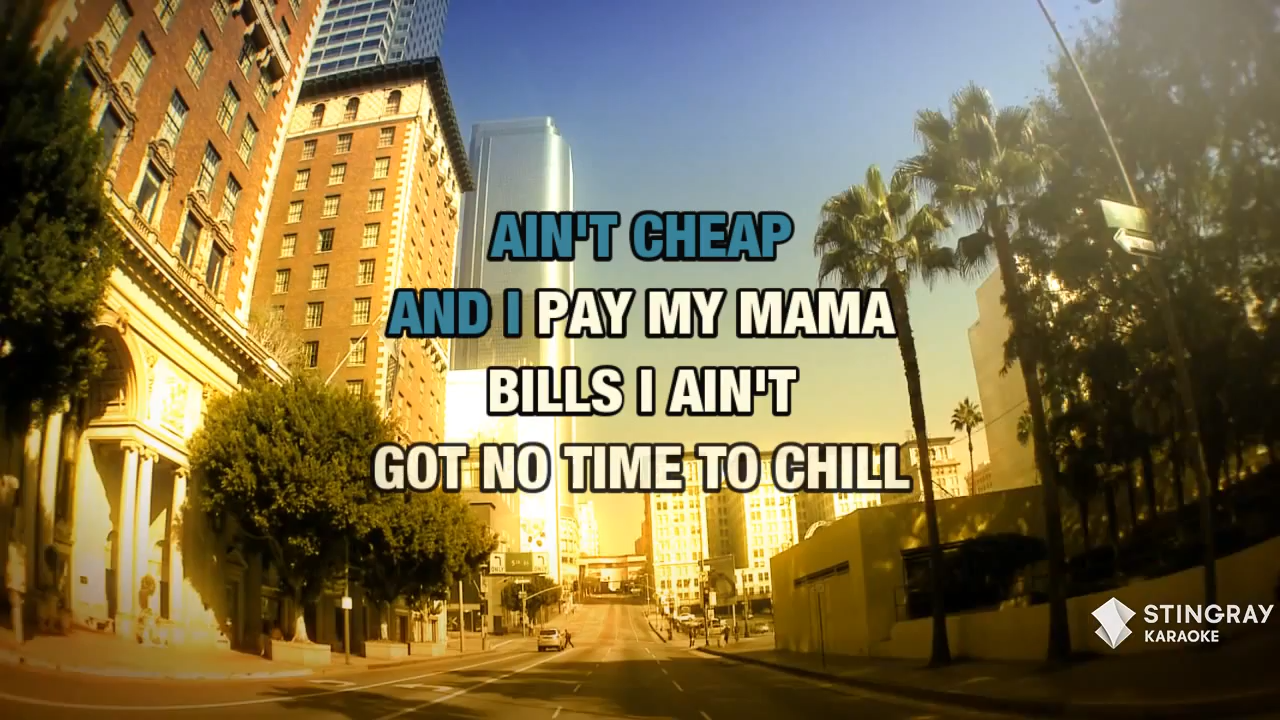 AIN'T CHEAP
AND I PAY MY MAMA
BILLS I AIN'T
GOT NO TIME TO CHILL
STINGRAY
KARAOKE